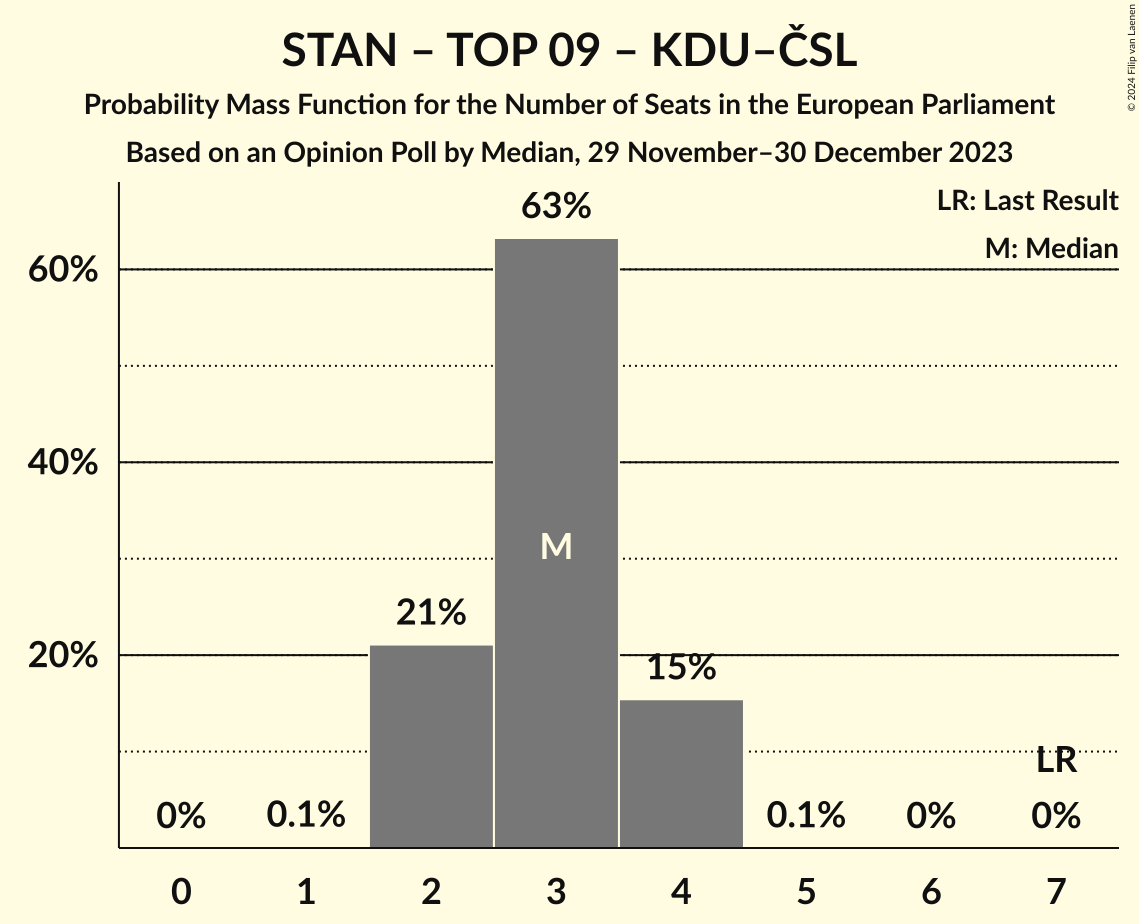 STAN – TOP 09 – KDU–ČSL
Probability Mass Function for the Number of Seats in the European Parliament
Based on an Opinion Poll by Median, 29 November–30 December 2023
© 2024 Filip van Laenen
LR: Last Result
M: Median
60%
40%
20%
0%
0.1%
21%
63%
M
15%
0.1%
0%
LR
0%
0 1 2 3 4 5 6 7